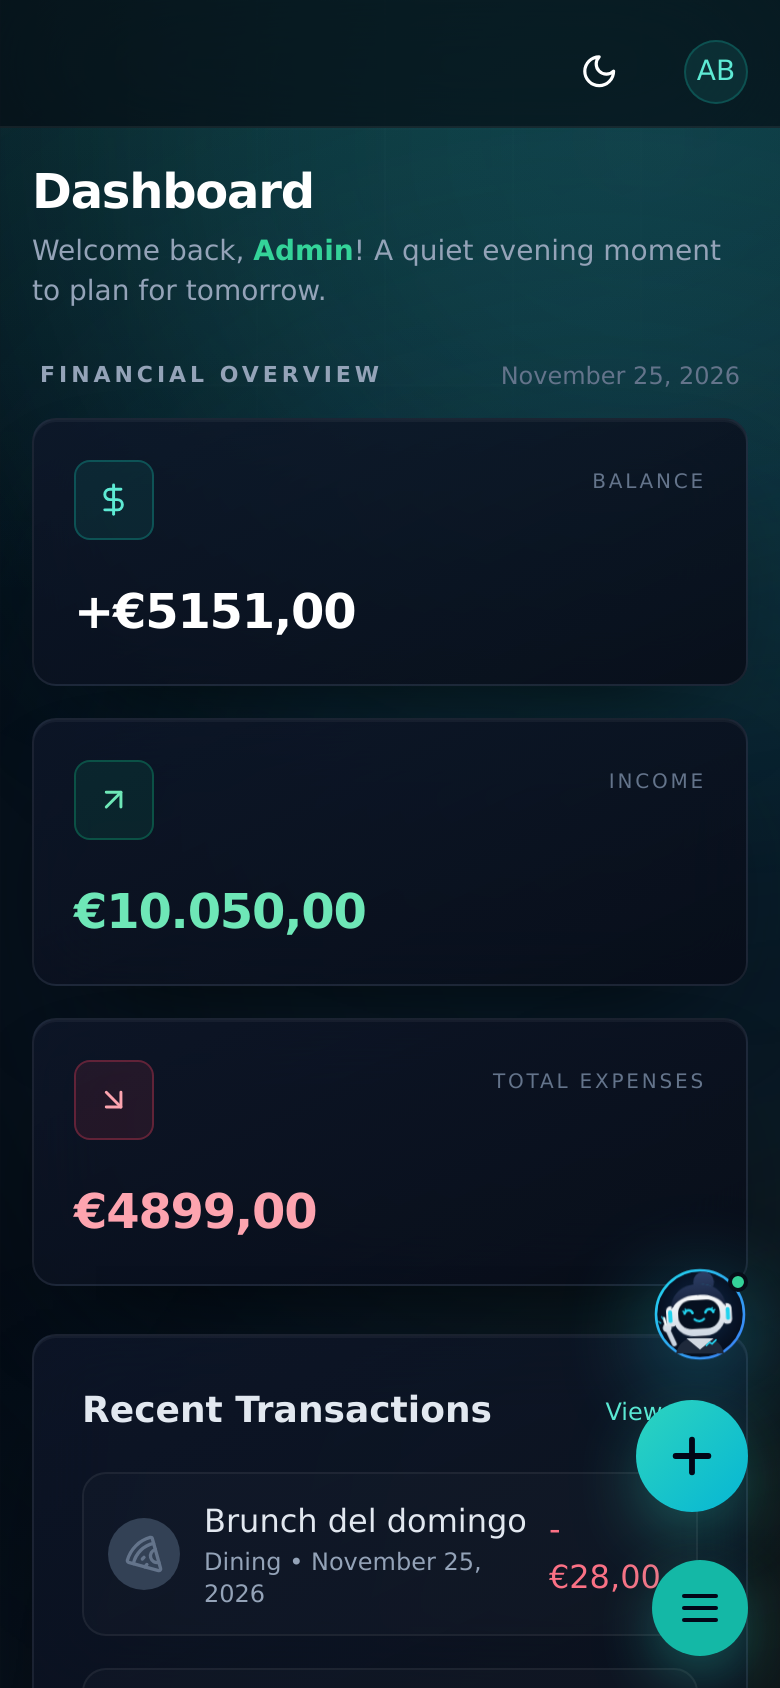 AB
Dashboard
Welcome back, Admin! A quiet evening moment
to plan for tomorrow.
FINANCIAL OVERVIEW
November 25, 2026
BALANCE
+€5151,00
INCOME
€10.050,00
TOTAL EXPENSES
€4899,00
Recent Transactions
View
Brunch del domingo
Dining • November 25,
2026
-
€28,00